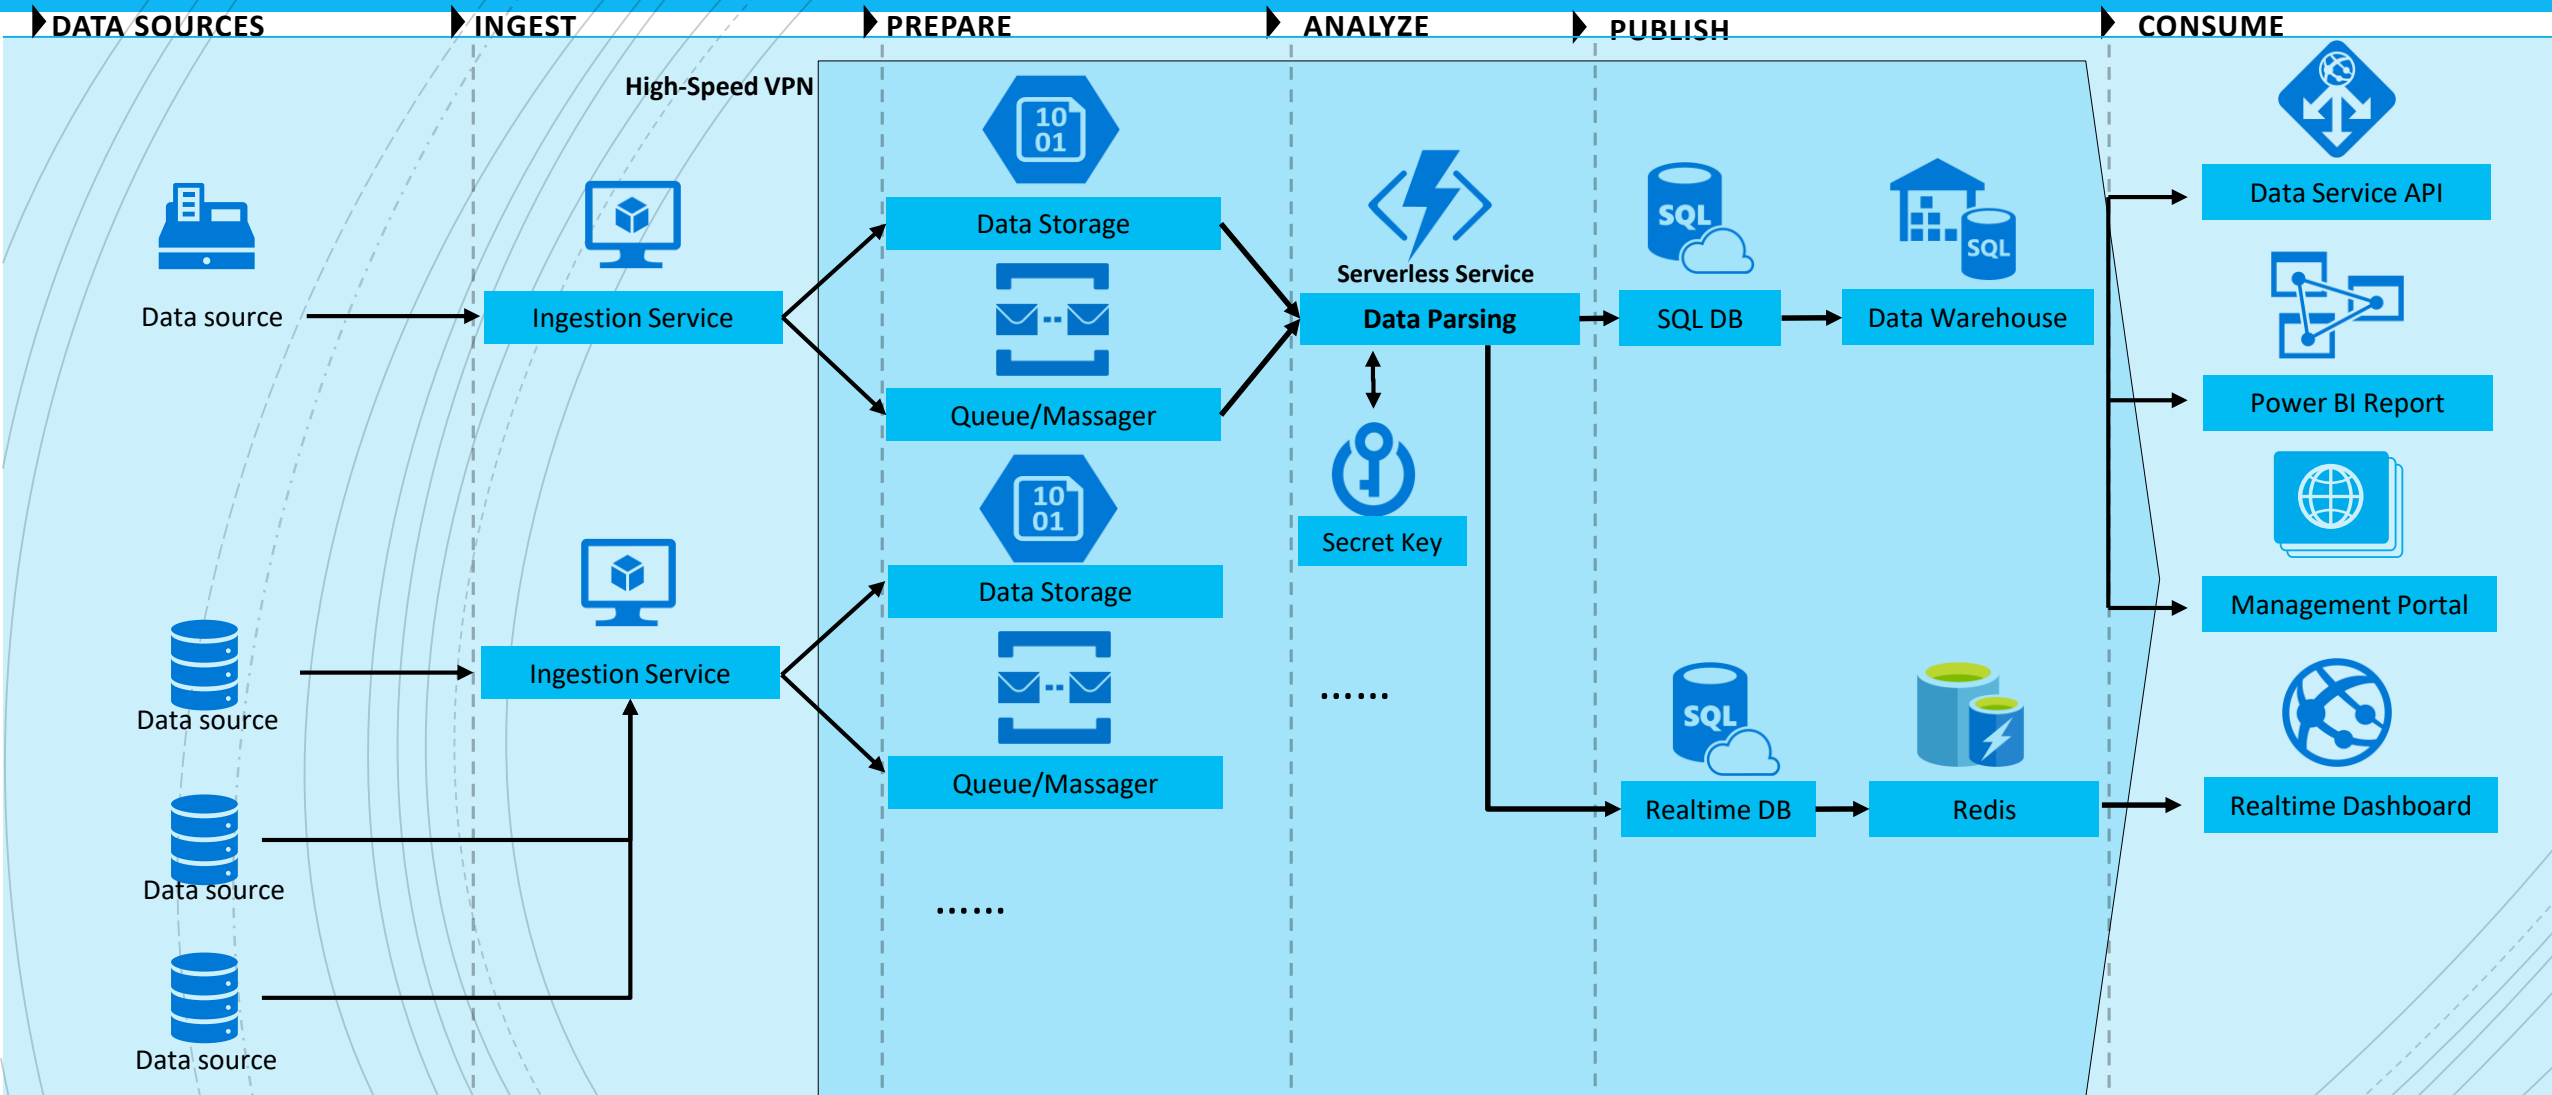 DATA SOURCES
INGEST
PREPARE
ANALYZE
PUBLISH
CONSUME
High-Speed VPN
10
01
Data Storage
Data source
Ingestion Service
Queue/Massager
Serverless Service
Data Parsing
Secret Key
SQL
SQL DB
SQL
Data Warehouse
Data Service API
Power BI Report
Management Portal
10
01
Data Storage
Data source
Ingestion Service
Queue/Massager
......
SQL
Realtime DB
Redis
Realtime Dashboard
Data source
......
Data source